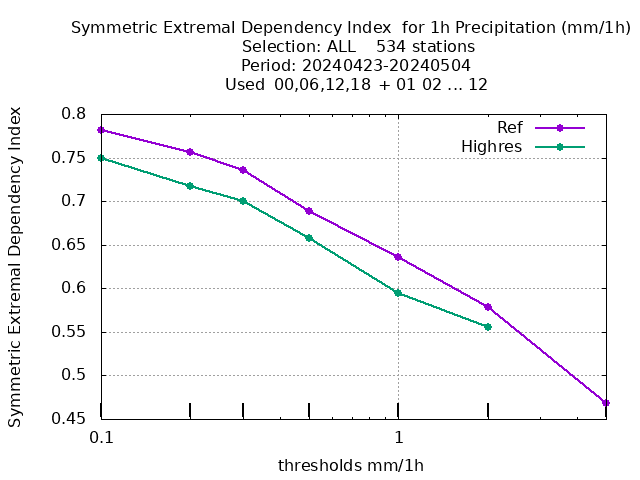 Symmetric Extremal Dependency Index for 1h Precipitation (mm/1h)
Selection: ALL 534 stations
Period: 20240423-20240504
Used 00,06,12,18 + 01 02 ... 12
Symmetric Extremal Dependency Index
0.8
0.75
0.7
0.65
0.6
0.55
0.5
0.45
Ref
Highres
0.1
1
thresholds mm/1h